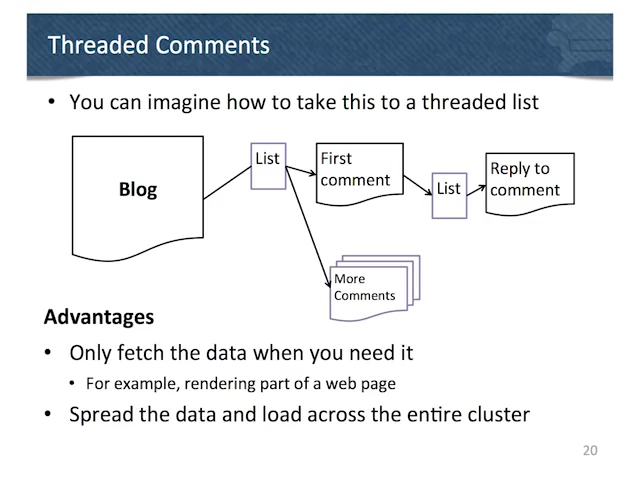 Threaded Comments
• You can imagine how to take this to a threaded list
Blog
List
First
comment
List
Reply to
comment
More
Comments
Advantages
• Only fetch the data when you need it
• For example, rendering part of a web page
• Spread the data and load across the entire cluster
20